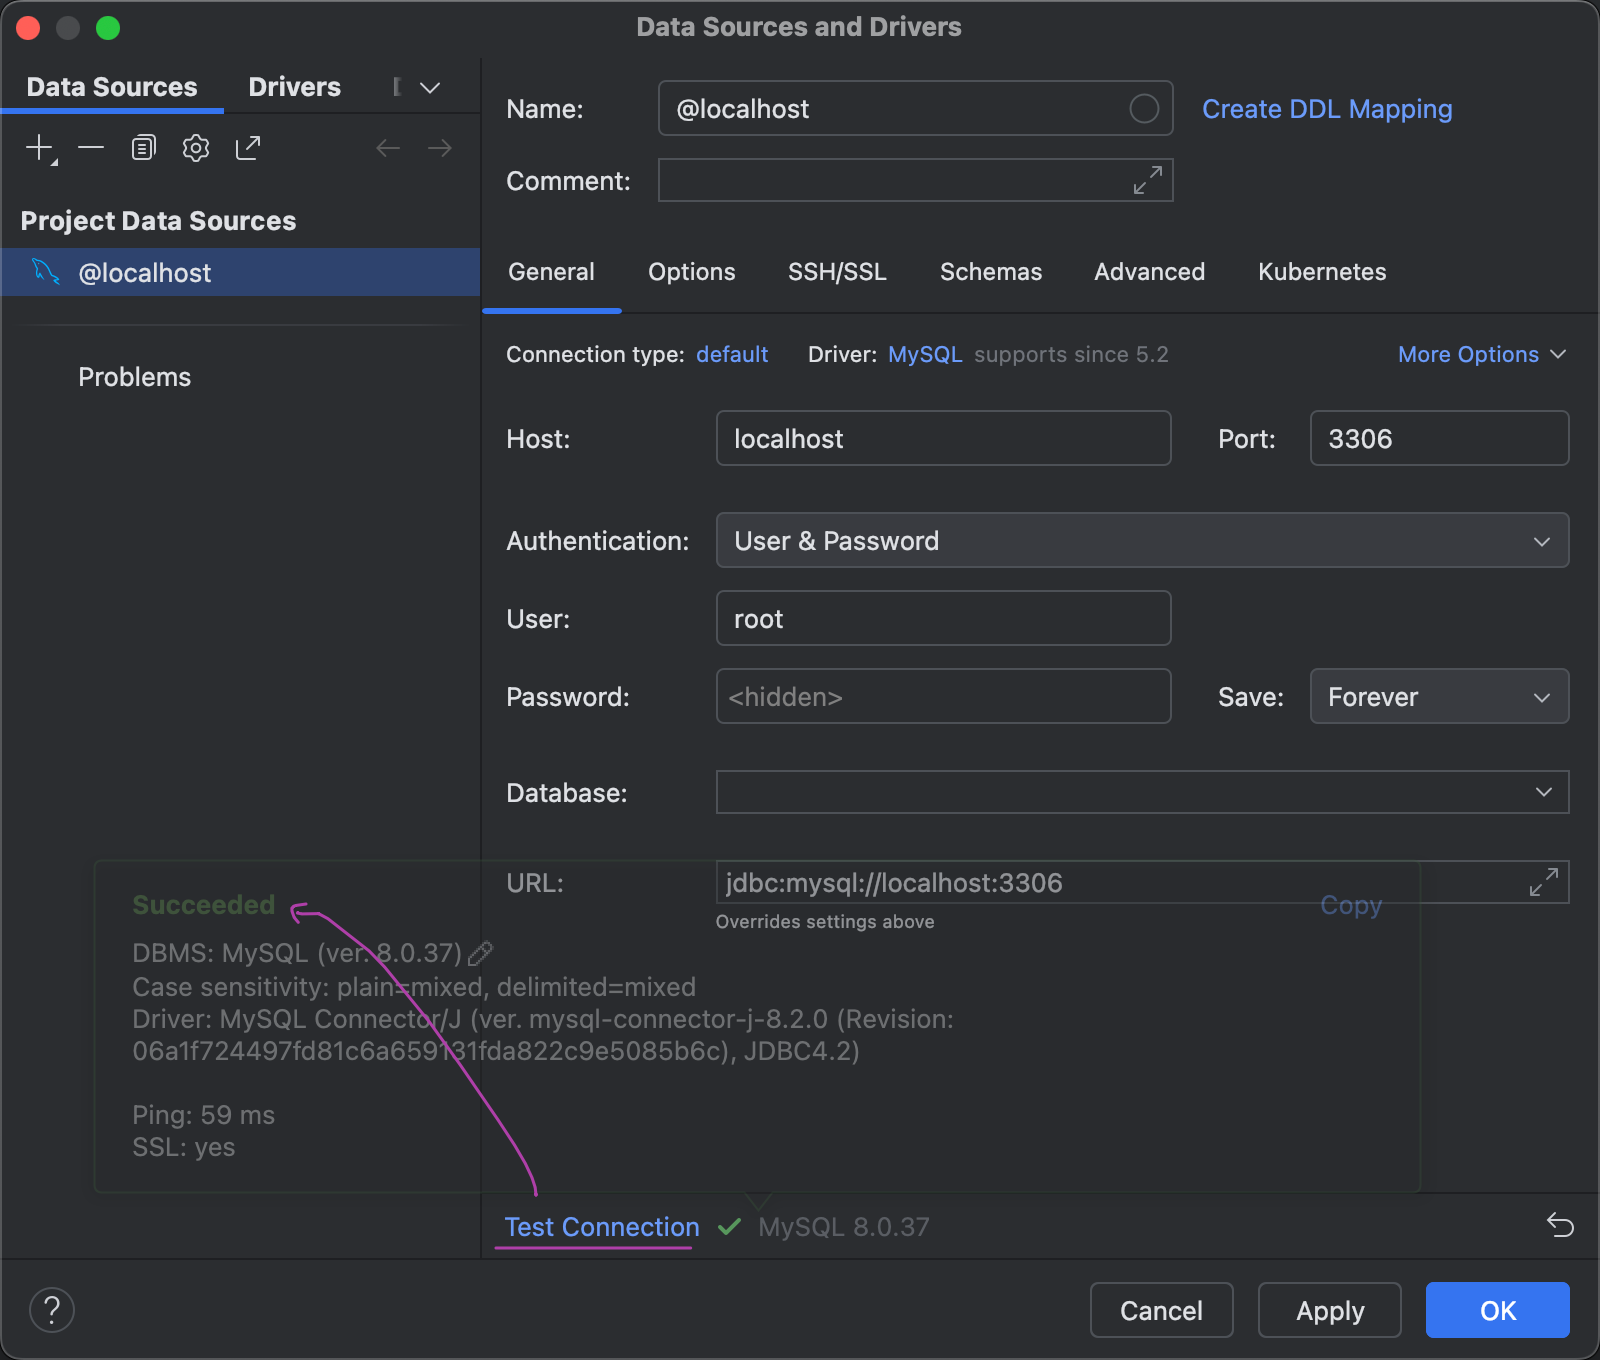 Data Sources and Drivers
Data Sources
Drivers
Project Data Sources
@localhost
Problems
Name: @localhost
Create DDL Mapping
Comment:
General Options SSH/SSL Schemas Advanced Kubernetes
Connection type: default Driver: MySQL supports since 5.2 More Options
Host: localhost Port: 3306
Authentication: User & Password
User: root
Password: <hidden> Save: Forever
Database:
URL: jdbc:mysql://localhost:3306
Overrides settings above
Succeeded Copy
DBMS: MySQL (ver. 8.0.37)
Case sensitivity: plain=mixed, delimited=mixed
Driver: MySQL Connector/J (ver. mysql-connector-j-8.2.0 (Revision:
06a1f724497fd81c6a659131fda822c9e5085b6c), JDBC4.2)
Ping: 59 ms
SSL: yes
Test Connection MySQL 8.0.37
? Cancel Apply OK